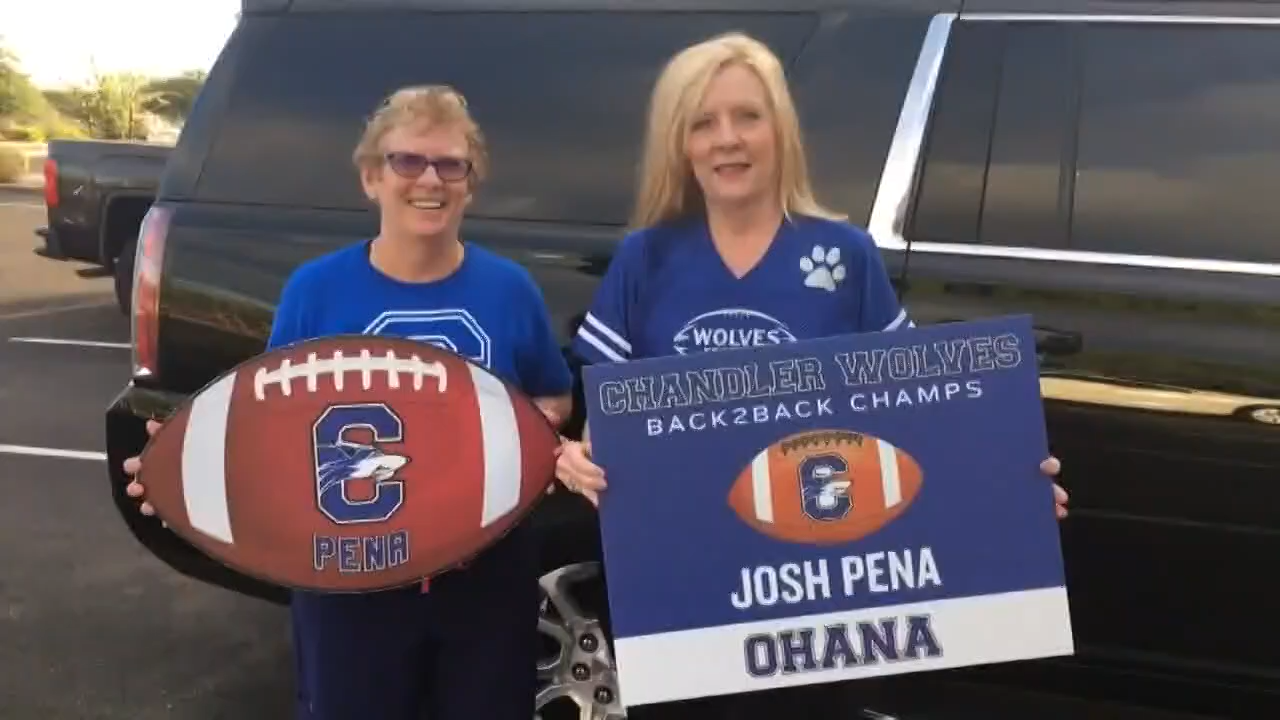 C
WOLVES
C
PENA
CHANDLER WOLVES
BACK2BACK CHAMPS
C
JOSH PENA
OHANA